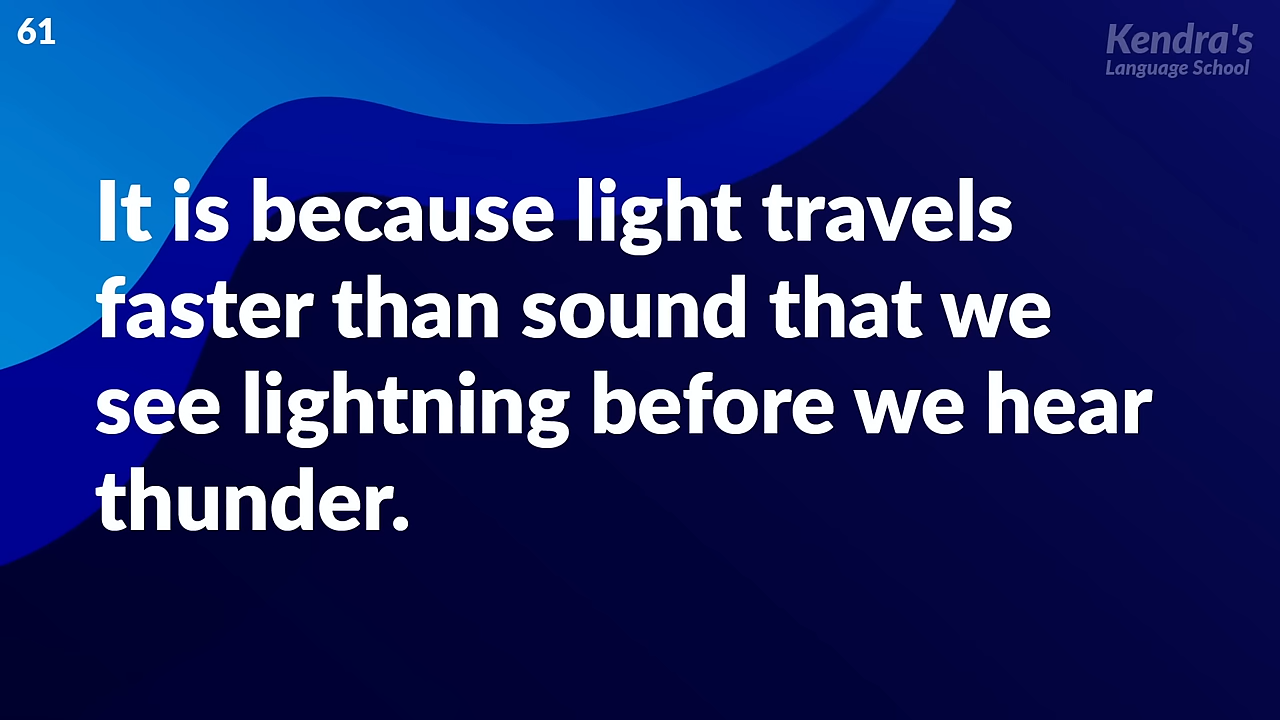 61
Kendra's
Language School
It is because light travels
faster than sound that we
see lightning before we hear
thunder.